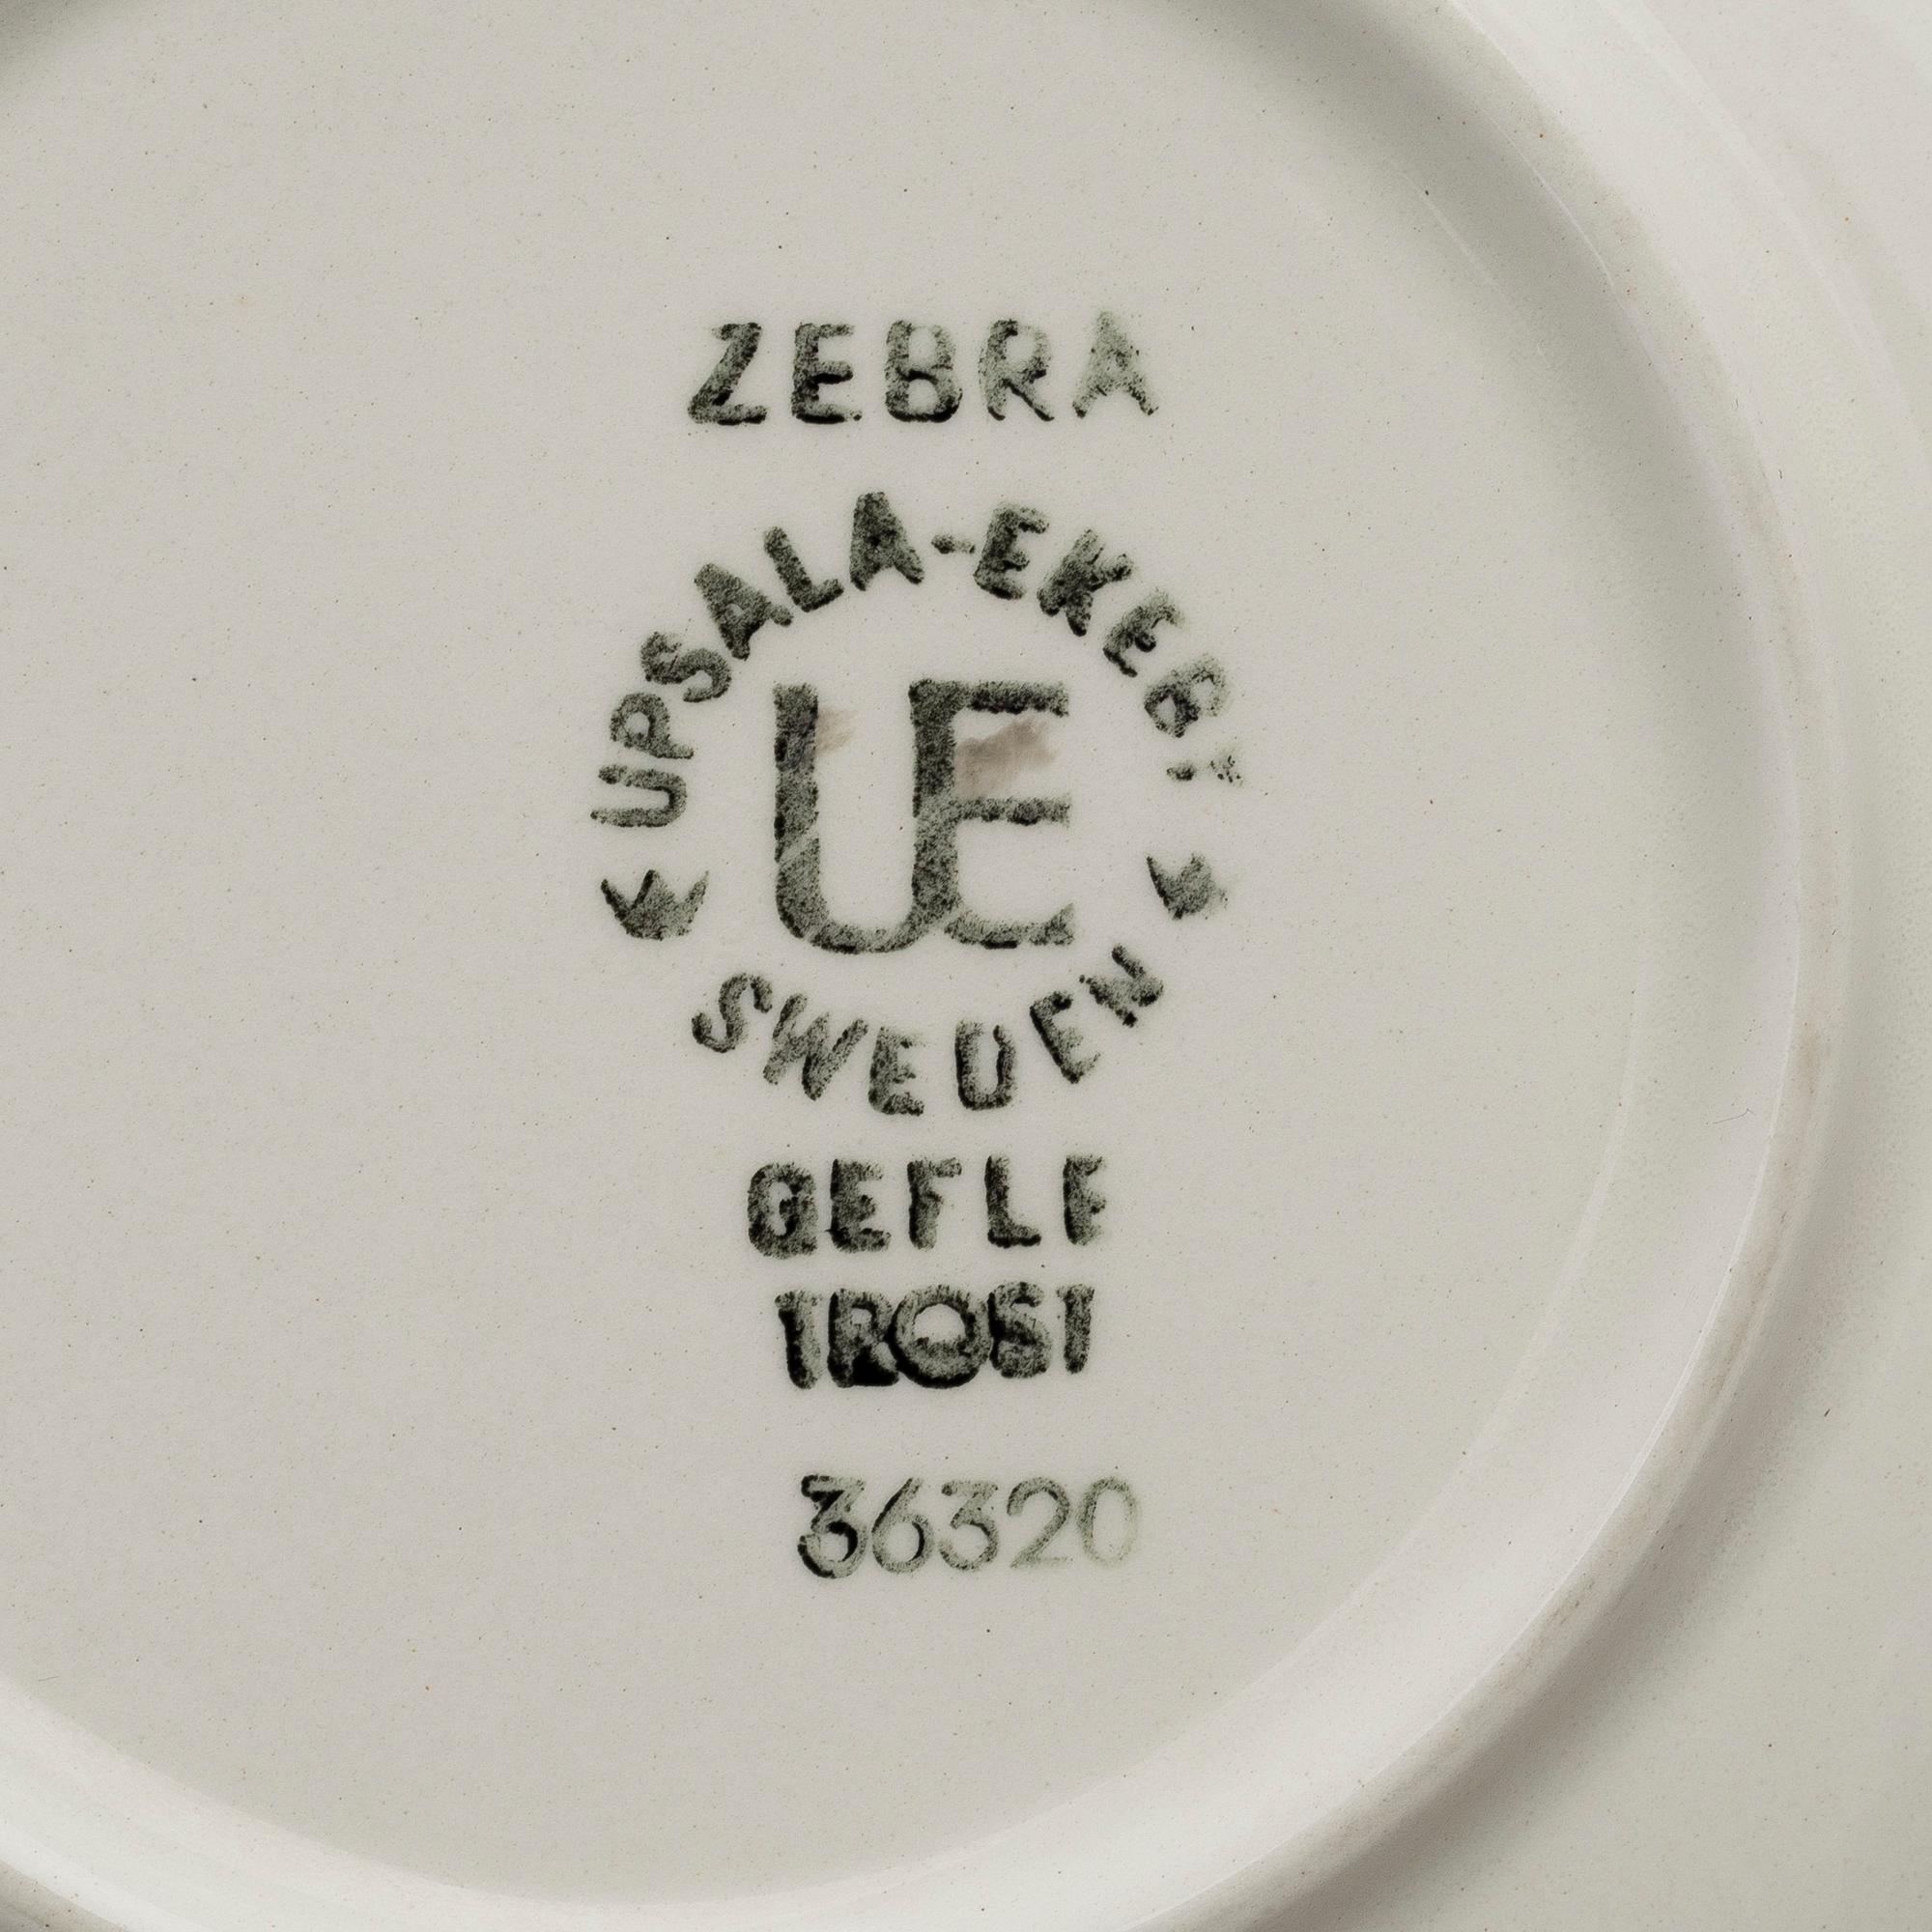 ZEBRA
UPSALA-EKEBY
UE
SWEDEN
GEFLE
TROST
36320